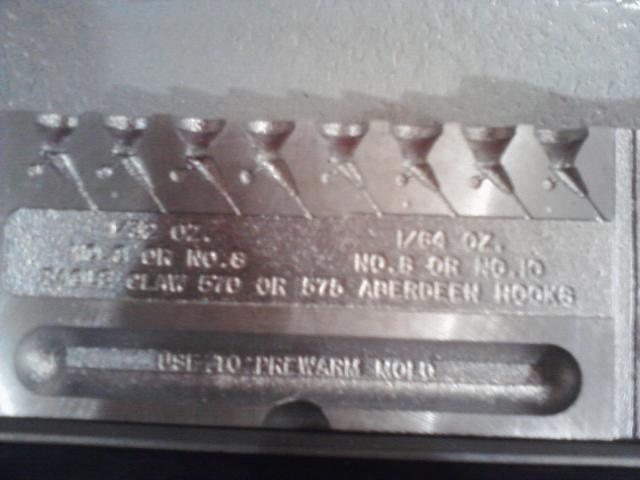 1/32 OZ.
NO. OR NO.6
EAGLE CLAW 570 OR 575 ABERDEEN HOOKS
1/64 OZ.
NO.8 OR NO.10
USE TO PREWARM MOLD